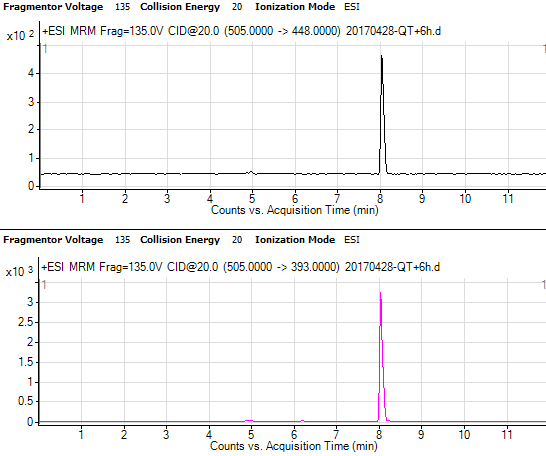 Fragmentor Voltage 135 Collision Energy 20 Ionization Mode ESI
x10 2 +ESI MRM Frag=135.0V CID@20.0 (505.0000 -> 448.0000) 20170428-QT+6h.d
1 1
4
3
2
1
0
1 2 3 4 5 6 7 8 9 10 11
Counts vs. Acquisition Time (min)
Fragmentor Voltage 135 Collision Energy 20 Ionization Mode ESI
x10 3 +ESI MRM Frag=135.0V CID@20.0 (505.0000 -> 393.0000) 20170428-QT+6h.d
1 1
3
2.5
2
1.5
1
0.5
0
1 2 3 4 5 6 7 8 9 10 11
Counts vs. Acquisition Time (min)